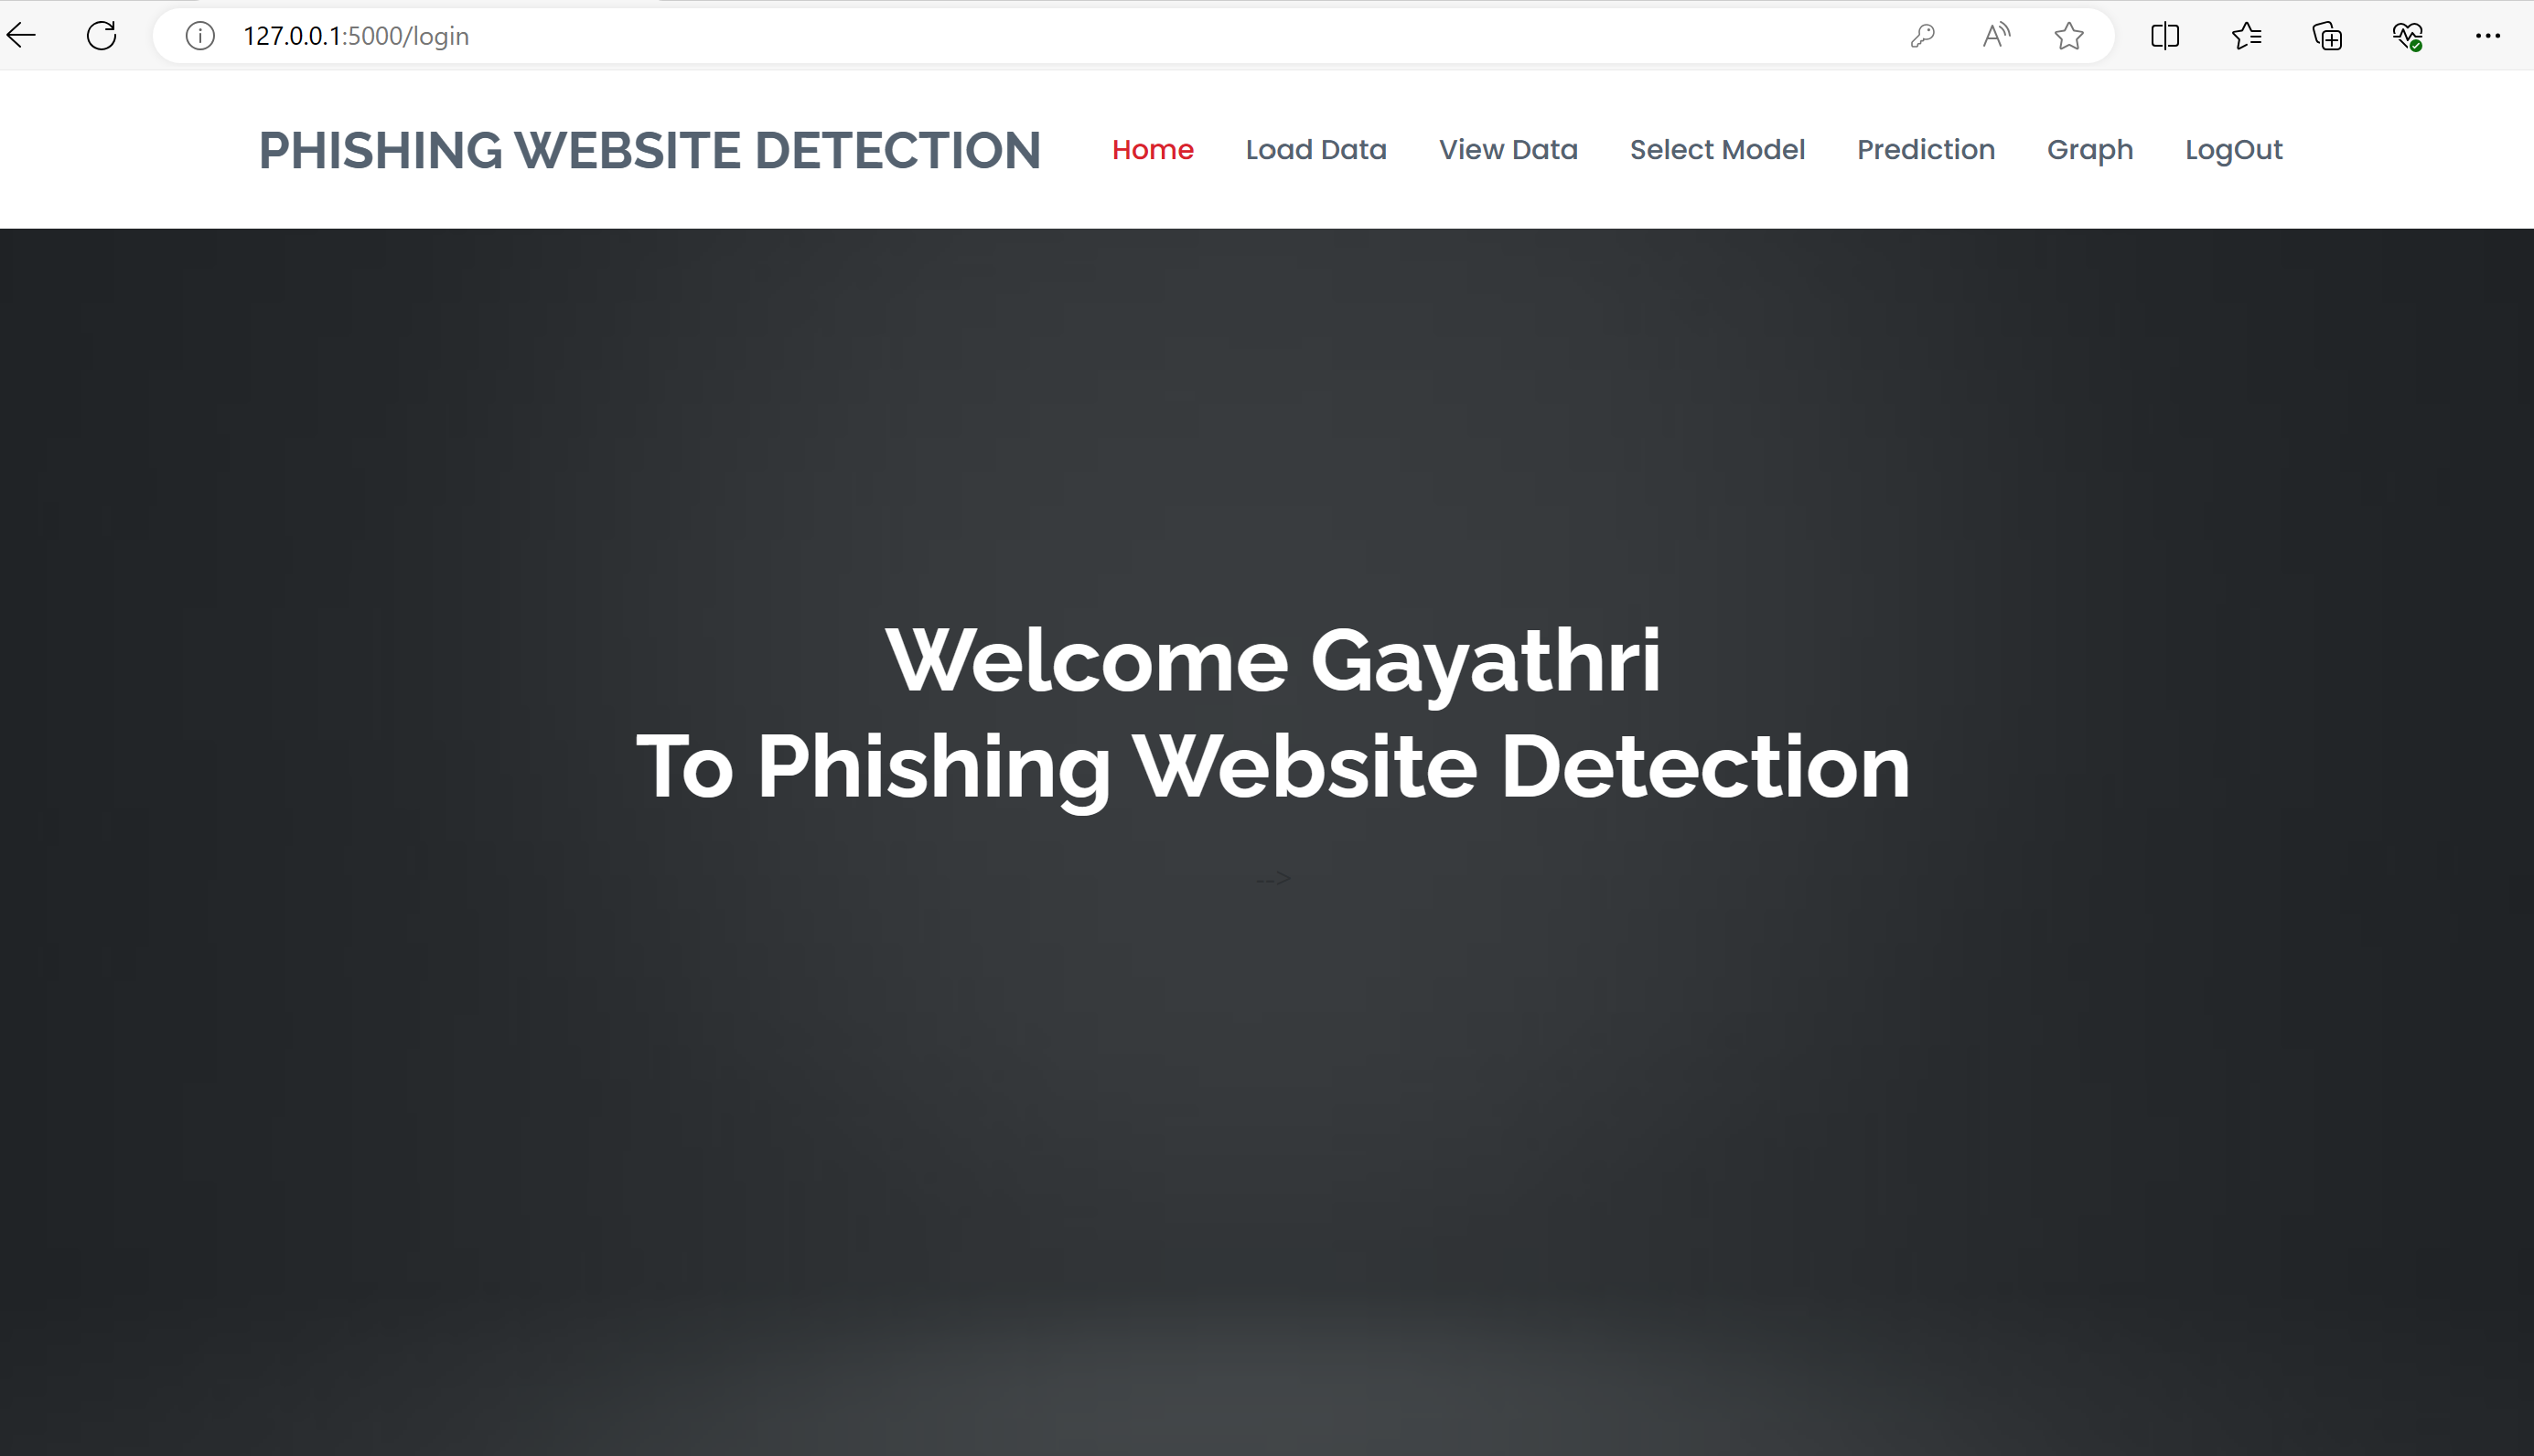 127.0.0.1:5000/login
PHISHING WEBSITE DETECTION Home Load Data View Data Select Model Prediction Graph LogOut
Welcome Gayathri
To Phishing Website Detection
-->